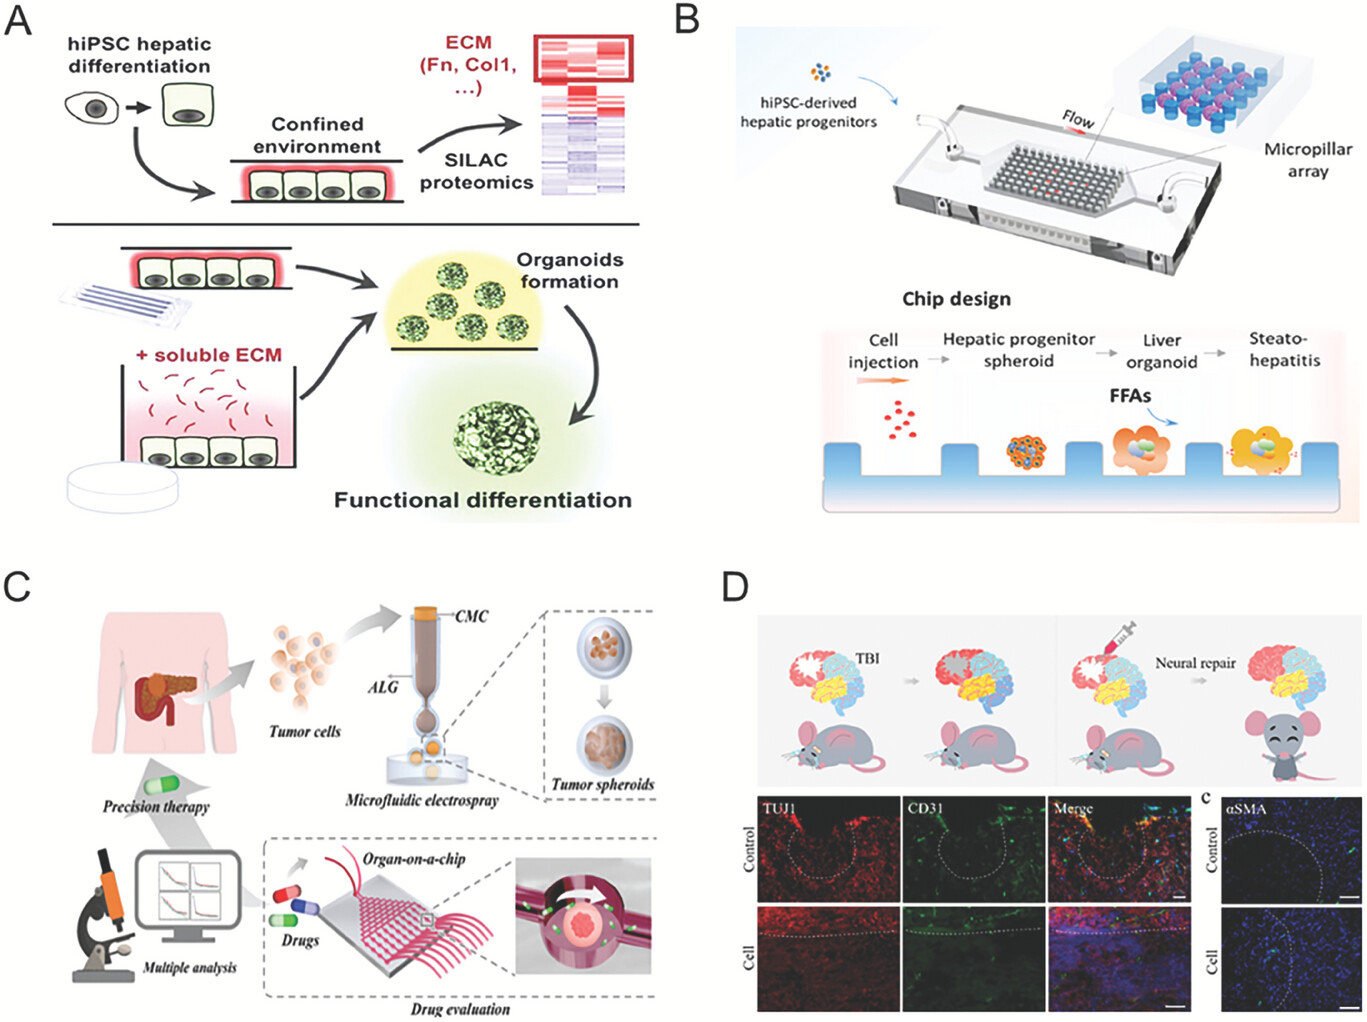 A
hiPSC hepatic
differentiation
Confined
environment
ECM
(Fn, Col1,
...)
SILAC
proteomics
+ soluble ECM
Organoids
formation
Functional differentiation
B
hiPSC-derived
hepatic progenitors
Flow
Micropillar
array
Chip design
Cell
injection
Hepatic progenitor
spheroid
Liver
organoid
Steato-
hepatitis
FFAs
C
Tumor cells
CMC
ALG
Microfluidic electrospray
Tumor spheroids
Precision therapy
Multiple analysis
Organ-on-a-chip
Drugs
Drug evaluation
D
TBI
Neural repair
TUJ1
CD31
Merge
c
αSMA
Control
Control
Cell
Cell